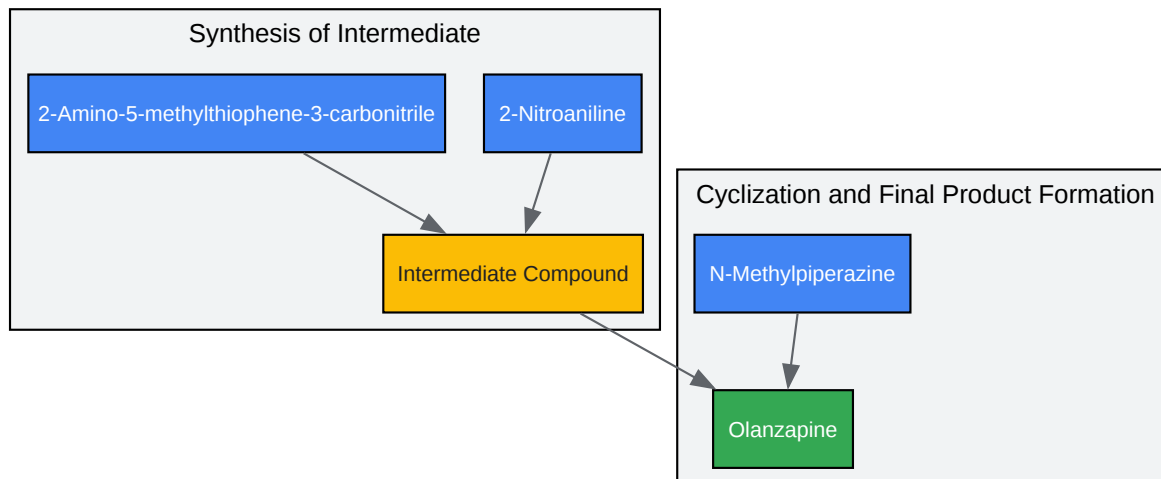 Synthesis of Intermediate
2-Amino-5-methylthiophene-3-carbonitrile
2-Nitroaniline
Intermediate Compound
Cyclization and Final Product Formation
N-Methylpiperazine
Olanzapine